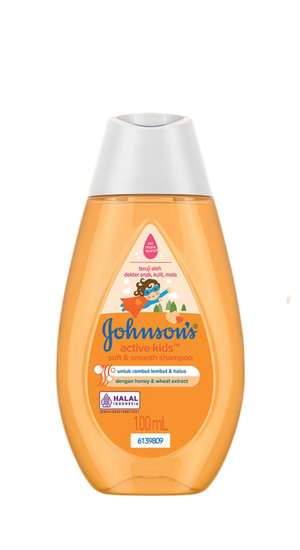 no
more
tears
teruji oleh
dokter anak, kulit, mata
Johnson's®
active kids™
soft & smooth shampoo
untuk rambut lembut & halus
dengan honey & wheat extract
HALAL
INDONESIA
100 mL
6139809